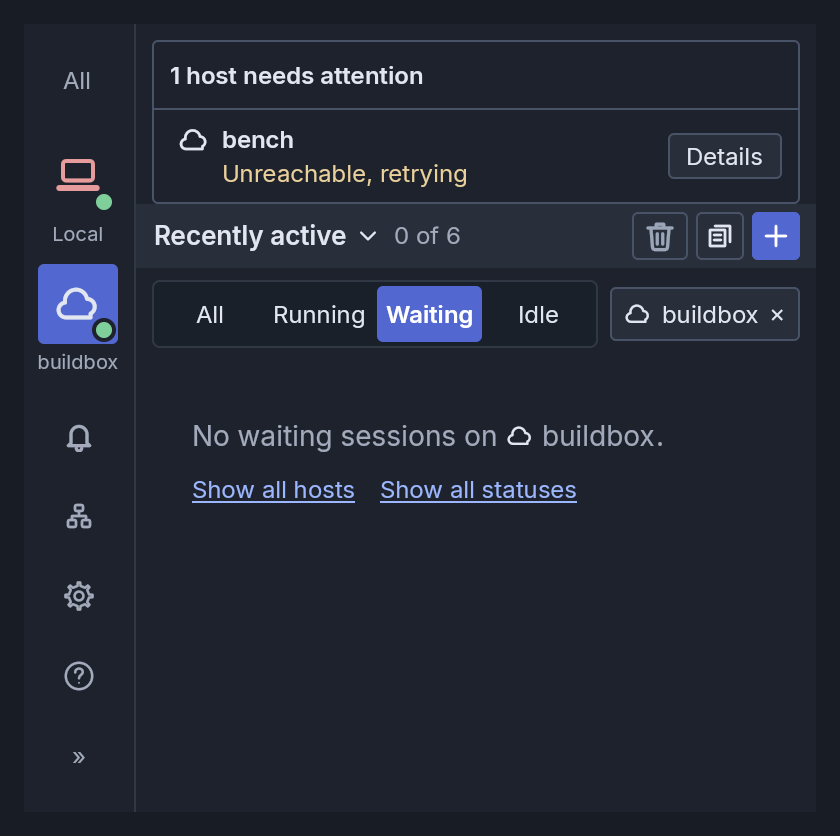 All
Local
buildbox
»
1 host needs attention
bench
Unreachable, retrying
Details
Recently active 0 of 6
All Running Waiting Idle buildbox ×
No waiting sessions on buildbox.
Show all hosts Show all statuses